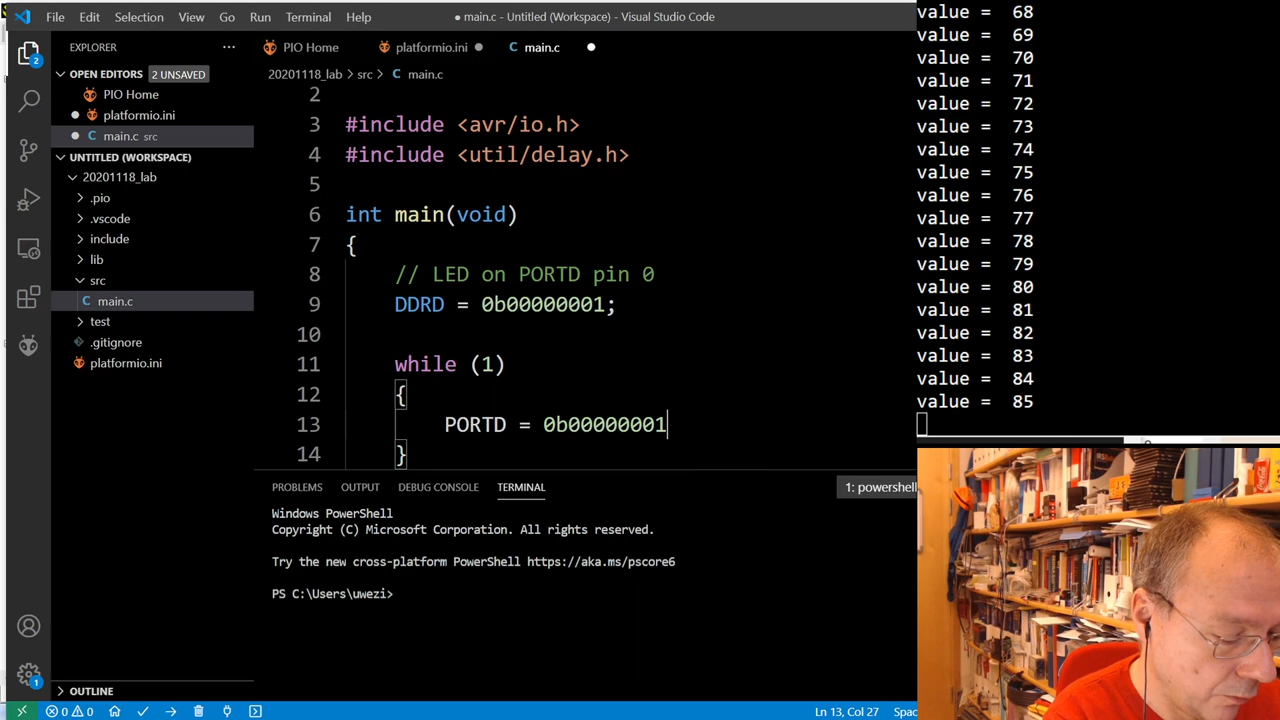 File Edit Selection View Go Run Terminal Help
● main.c - Untitled (Workspace) - Visual Studio Code
EXPLORER ...
OPEN EDITORS 2 UNSAVED
PIO Home
platformio.ini
main.c src
UNTITLED (WORKSPACE)
20201118_lab
.pio
.vscode
include
lib
src
main.c
test
.gitignore
platformio.ini
OUTLINE
2
1
PIO Home platformio.ini main.c
20201118_lab > src > main.c
2
3 #include <avr/io.h>
4 #include <util/delay.h>
5
6 int main(void)
7 {
8 // LED on PORTD pin 0
9 DDRD = 0b00000001;
10
11 while (1)
12 {
13 PORTD = 0b00000001
14 }
PROBLEMS OUTPUT DEBUG CONSOLE TERMINAL
1: powershell
Windows PowerShell
Copyright (C) Microsoft Corporation. All rights reserved.
Try the new cross-platform PowerShell https://aka.ms/pscore6
PS C:\Users\uwezi>
0 0
Ln 13, Col 27 Spac
value = 68
value = 69
value = 70
value = 71
value = 72
value = 73
value = 74
value = 75
value = 76
value = 77
value = 78
value = 79
value = 80
value = 81
value = 82
value = 83
value = 84
value = 85